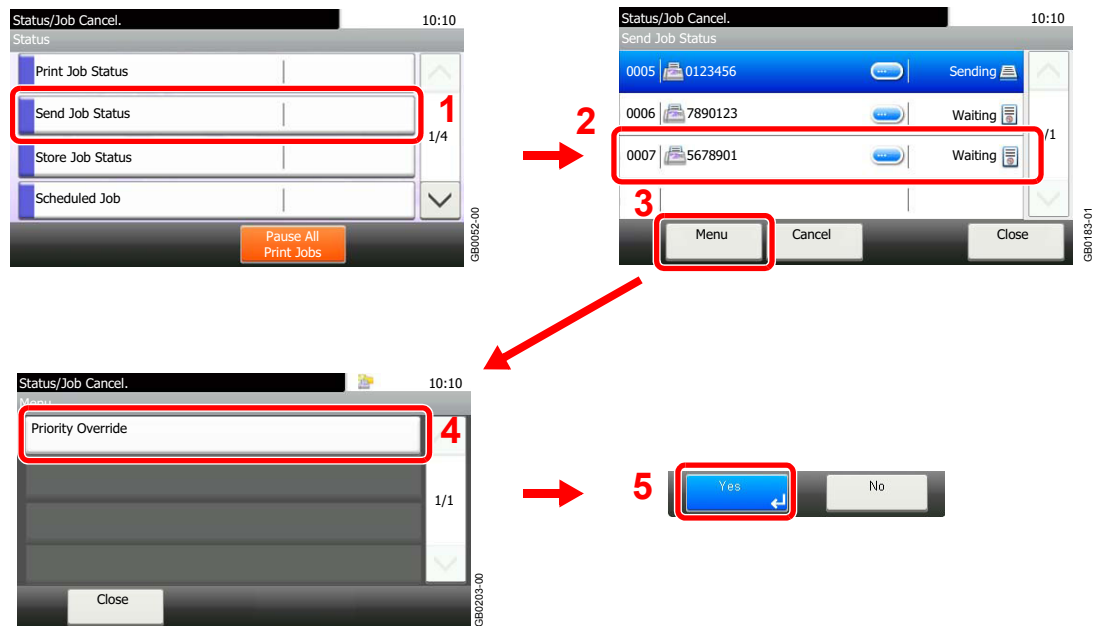 Status/Job Cancel. 10:10
Status
Print Job Status
Send Job Status
1
1/4
Store Job Status
Scheduled Job
Pause All
Print Jobs
GB0052-00
Status/Job Cancel. 10:10
Send Job Status
0005 0123456 Sending
2
0006 7890123 Waiting
/1
0007 5678901 Waiting
3
Menu Cancel Close
GB0183-01
Status/Job Cancel. 10:10
Menu
Priority Override
4
1/1
Close
GB0203-00
5
Yes No